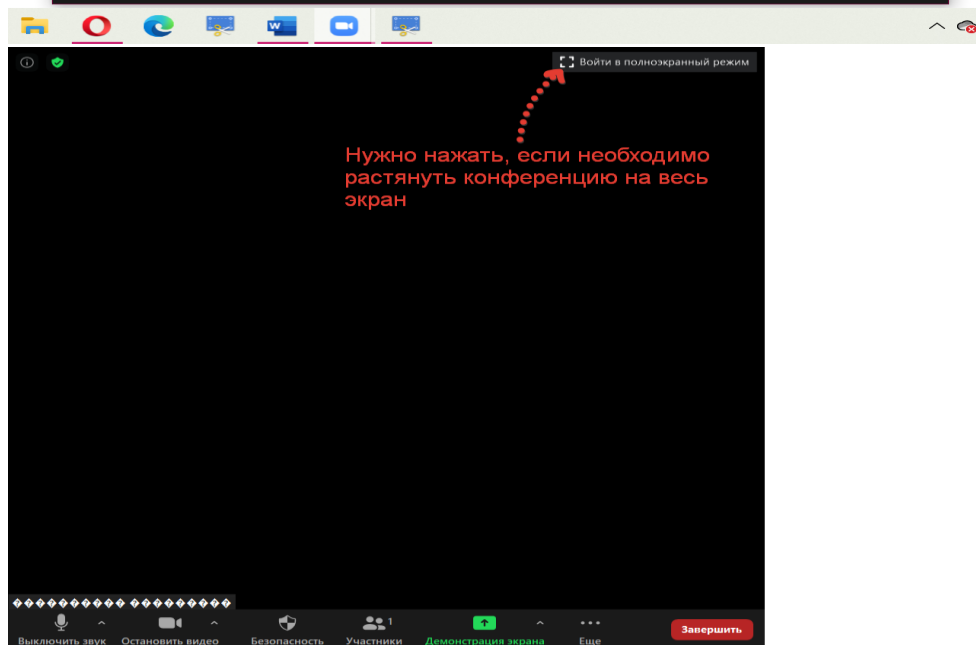 Войти в полноэкранный режим
Нужно нажать, если необходимо
растянуть конференцию на весь
экран
����������� ���������
1
Выключить звук Остановить видео Безопасность Участники Демонстрация экрана Еще Завершить